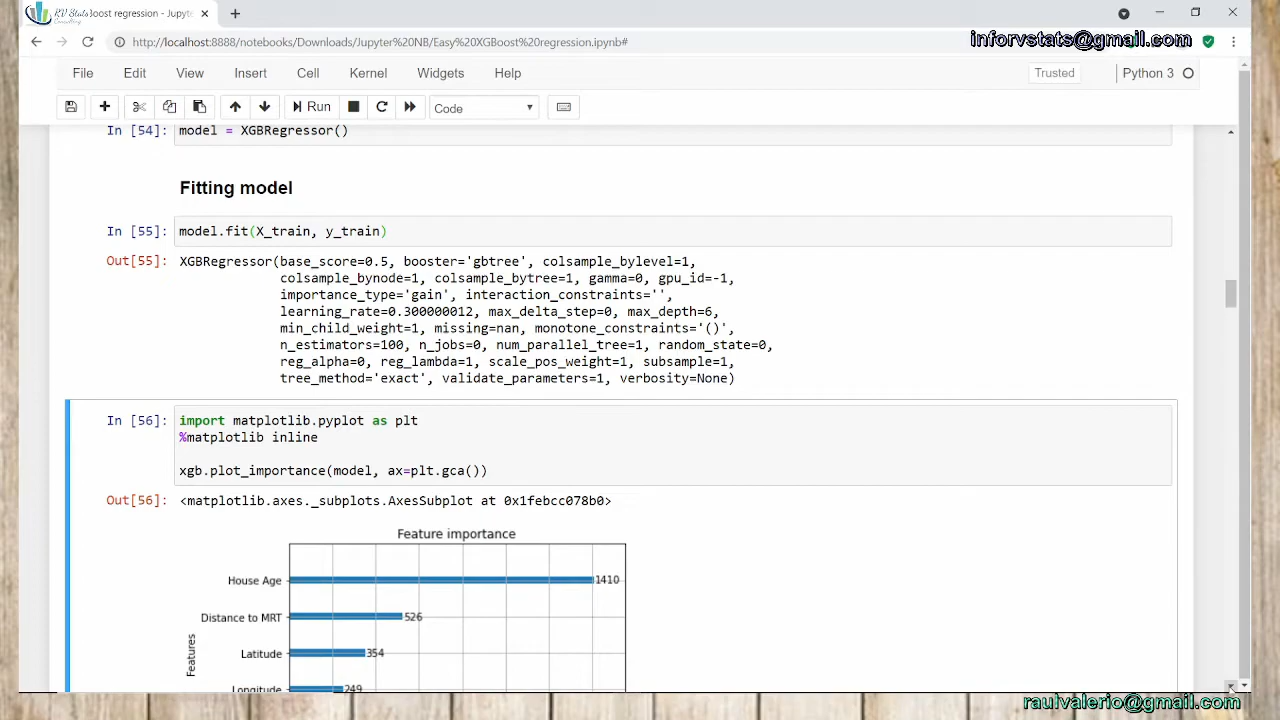 RV Stats
Consulting
Boost regression - Jupyte
http://localhost:8888/notebooks/Downloads/Jupyter%20NB/Easy%20XGBoost%20regression.ipynb#
inforvstats@gmail.com
File Edit View Insert Cell Kernel Widgets Help Trusted Python 3
Run Code
In [54]: model = XGBRegressor()
Fitting model
In [55]: model.fit(X_train, y_train)
Out[55]: XGBRegressor(base_score=0.5, booster='gbtree', colsample_bylevel=1,
colsample_bynode=1, colsample_bytree=1, gamma=0, gpu_id=-1,
importance_type='gain', interaction_constraints='',
learning_rate=0.300000012, max_delta_step=0, max_depth=6,
min_child_weight=1, missing=nan, monotone_constraints='()',
n_estimators=100, n_jobs=0, num_parallel_tree=1, random_state=0,
reg_alpha=0, reg_lambda=1, scale_pos_weight=1, subsample=1,
tree_method='exact', validate_parameters=1, verbosity=None)
In [56]: import matplotlib.pyplot as plt
%matplotlib inline
xgb.plot_importance(model, ax=plt.gca())
Out[56]: <matplotlib.axes._subplots.AxesSubplot at 0x1febcc078b0>
Feature importance
House Age 1410
Distance to MRT 526
Latitude 354
Longitude 249
Features
raulvalerio@gmail.com